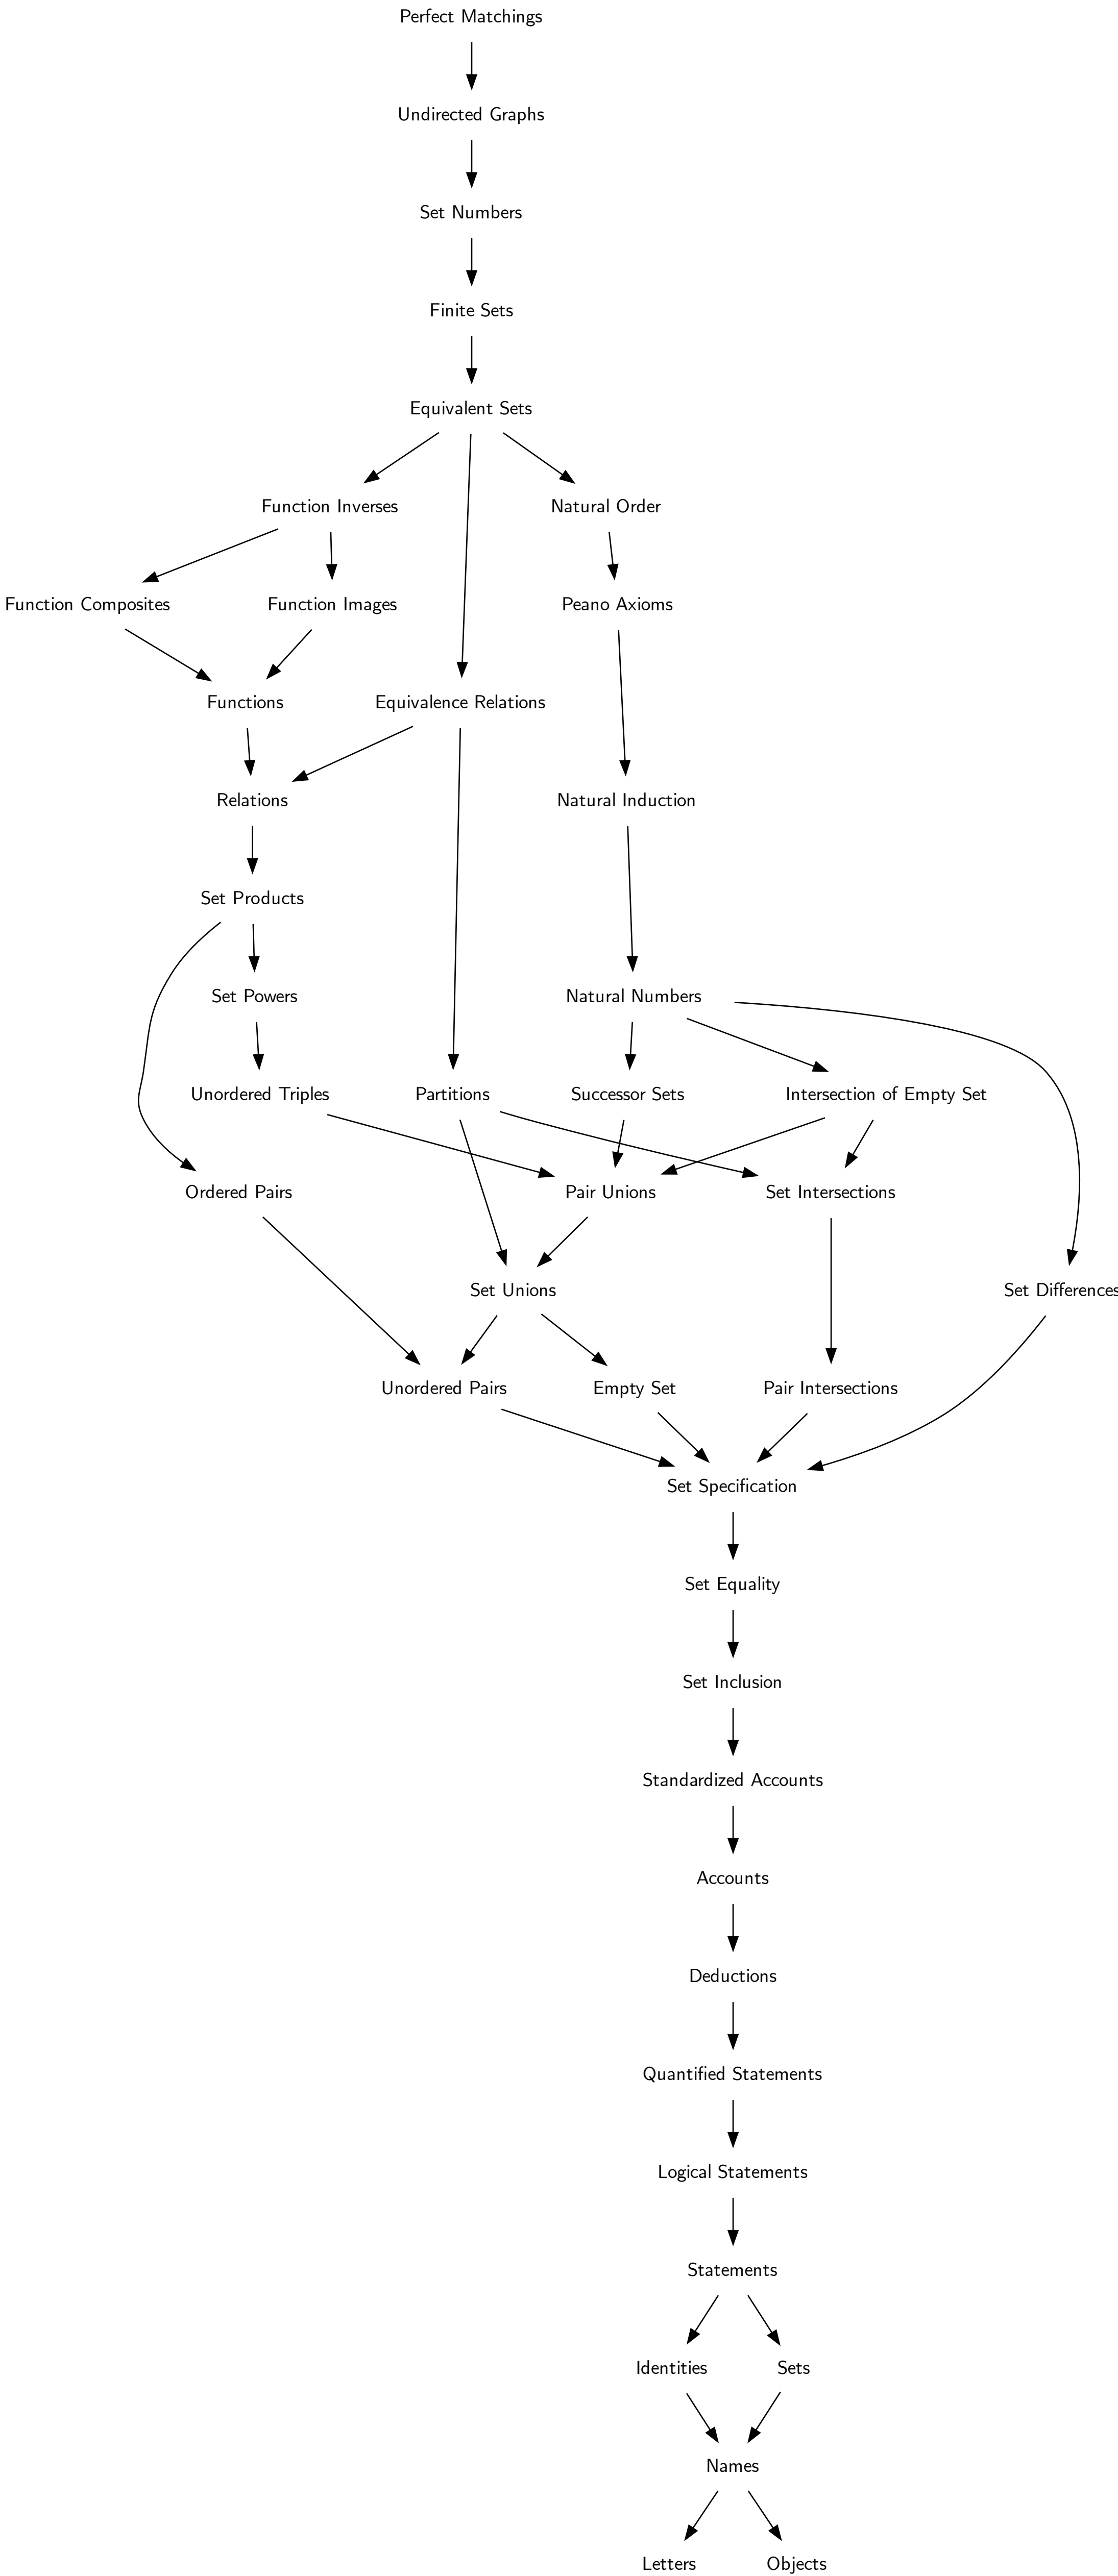 Perfect Matchings
Undirected Graphs
Set Numbers
Finite Sets
Equivalent Sets
Function Inverses
Natural Order
Function Composites
Function Images
Peano Axioms
Functions
Equivalence Relations
Relations
Natural Induction
Set Products
Set Powers
Natural Numbers
Unordered Triples
Partitions
Successor Sets
Intersection of Empty Set
Ordered Pairs
Pair Unions
Set Intersections
Set Unions
Set Differences
Unordered Pairs
Empty Set
Pair Intersections
Set Specification
Set Equality
Set Inclusion
Standardized Accounts
Accounts
Deductions
Quantified Statements
Logical Statements
Statements
Identities
Sets
Names
Letters
Objects